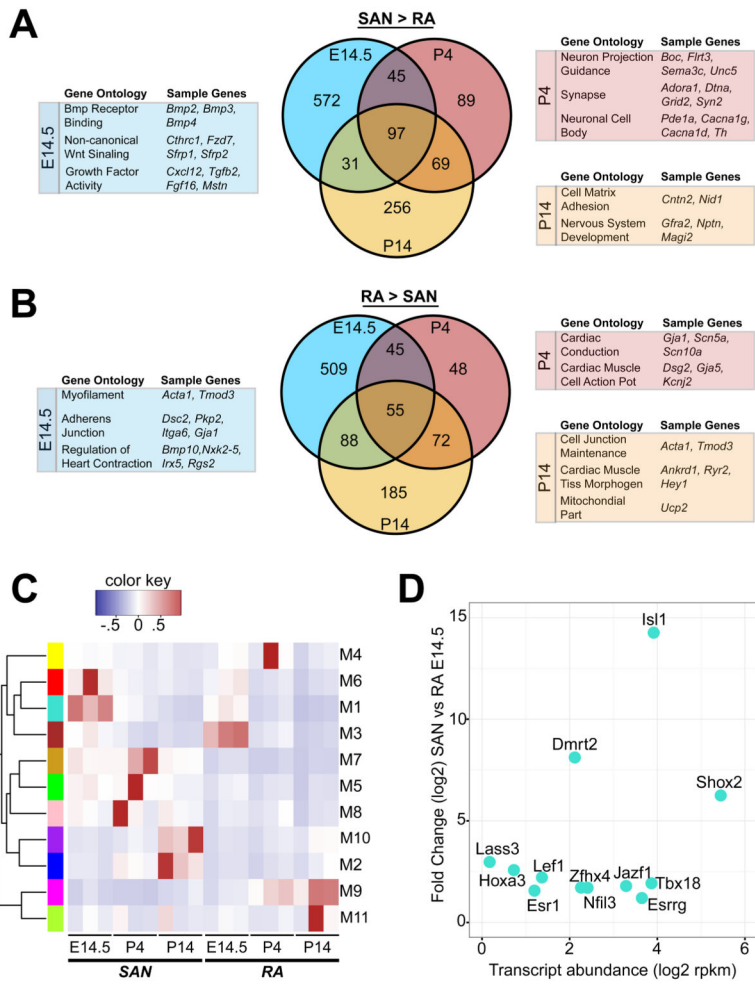 A
SAN > RA
E14.5
P4
572
45
89
97
31
69
256
P14
Gene Ontology Sample Genes
E14.5
Bmp Receptor Bmp2, Bmp3,
Binding Bmp4
Non-canonical Cthrc1, Fzd7,
Wnt Sinaling Sfrp1, Sfrp2
Growth Factor Cxcl12, Tgfb2,
Activity Fgf16, Mstn
Gene Ontology Sample Genes
P4
Neuron Projection Boc, Flrt3,
Guidance Sema3c, Unc5
Synapse Adora1, Dtna,
Grid2, Syn2
Neuronal Cell Pde1a, Cacna1g,
Body Cacna1d, Th
Gene Ontology Sample Genes
P14
Cell Matrix Cntn2, Nid1
Adhesion
Nervous System Gfra2, Nptn,
Development Magi2
B
RA > SAN
E14.5
P4
509
45
48
55
88
72
185
P14
Gene Ontology Sample Genes
E14.5
Myofilament Acta1, Tmod3
Adherens Dsc2, Pkp2,
Junction Itga6, Gja1
Regulation of Bmp10,Nxk2-5,
Heart Contraction Irx5, Rgs2
Gene Ontology Sample Genes
P4
Cardiac Gja1, Scn5a,
Conduction Scn10a
Cardiac Muscle Dsg2, Gja5,
Cell Action Pot Kcnj2
Gene Ontology Sample Genes
P14
Cell Junction Acta1, Tmod3
Maintenance
Cardiac Muscle Ankrd1, Ryr2,
Tiss Morphogen Hey1
Mitochondial Ucp2
Part
C
color key
-.5 0 .5
M4
M6
M1
M3
M7
M5
M8
M10
M2
M9
M11
E14.5 P4 P14 E14.5 P4 P14
SAN RA
D
Fold Change (log2) SAN vs RA E14.5
15
10
5
0
Isl1
Dmrt2
Shox2
Lass3
Hoxa3
Lef1
Esr1
Zfhx4
Nfil3
Jazf1
Tbx18
Esrrg
0 2 4 6
Transcript abundance (log2 rpkm)